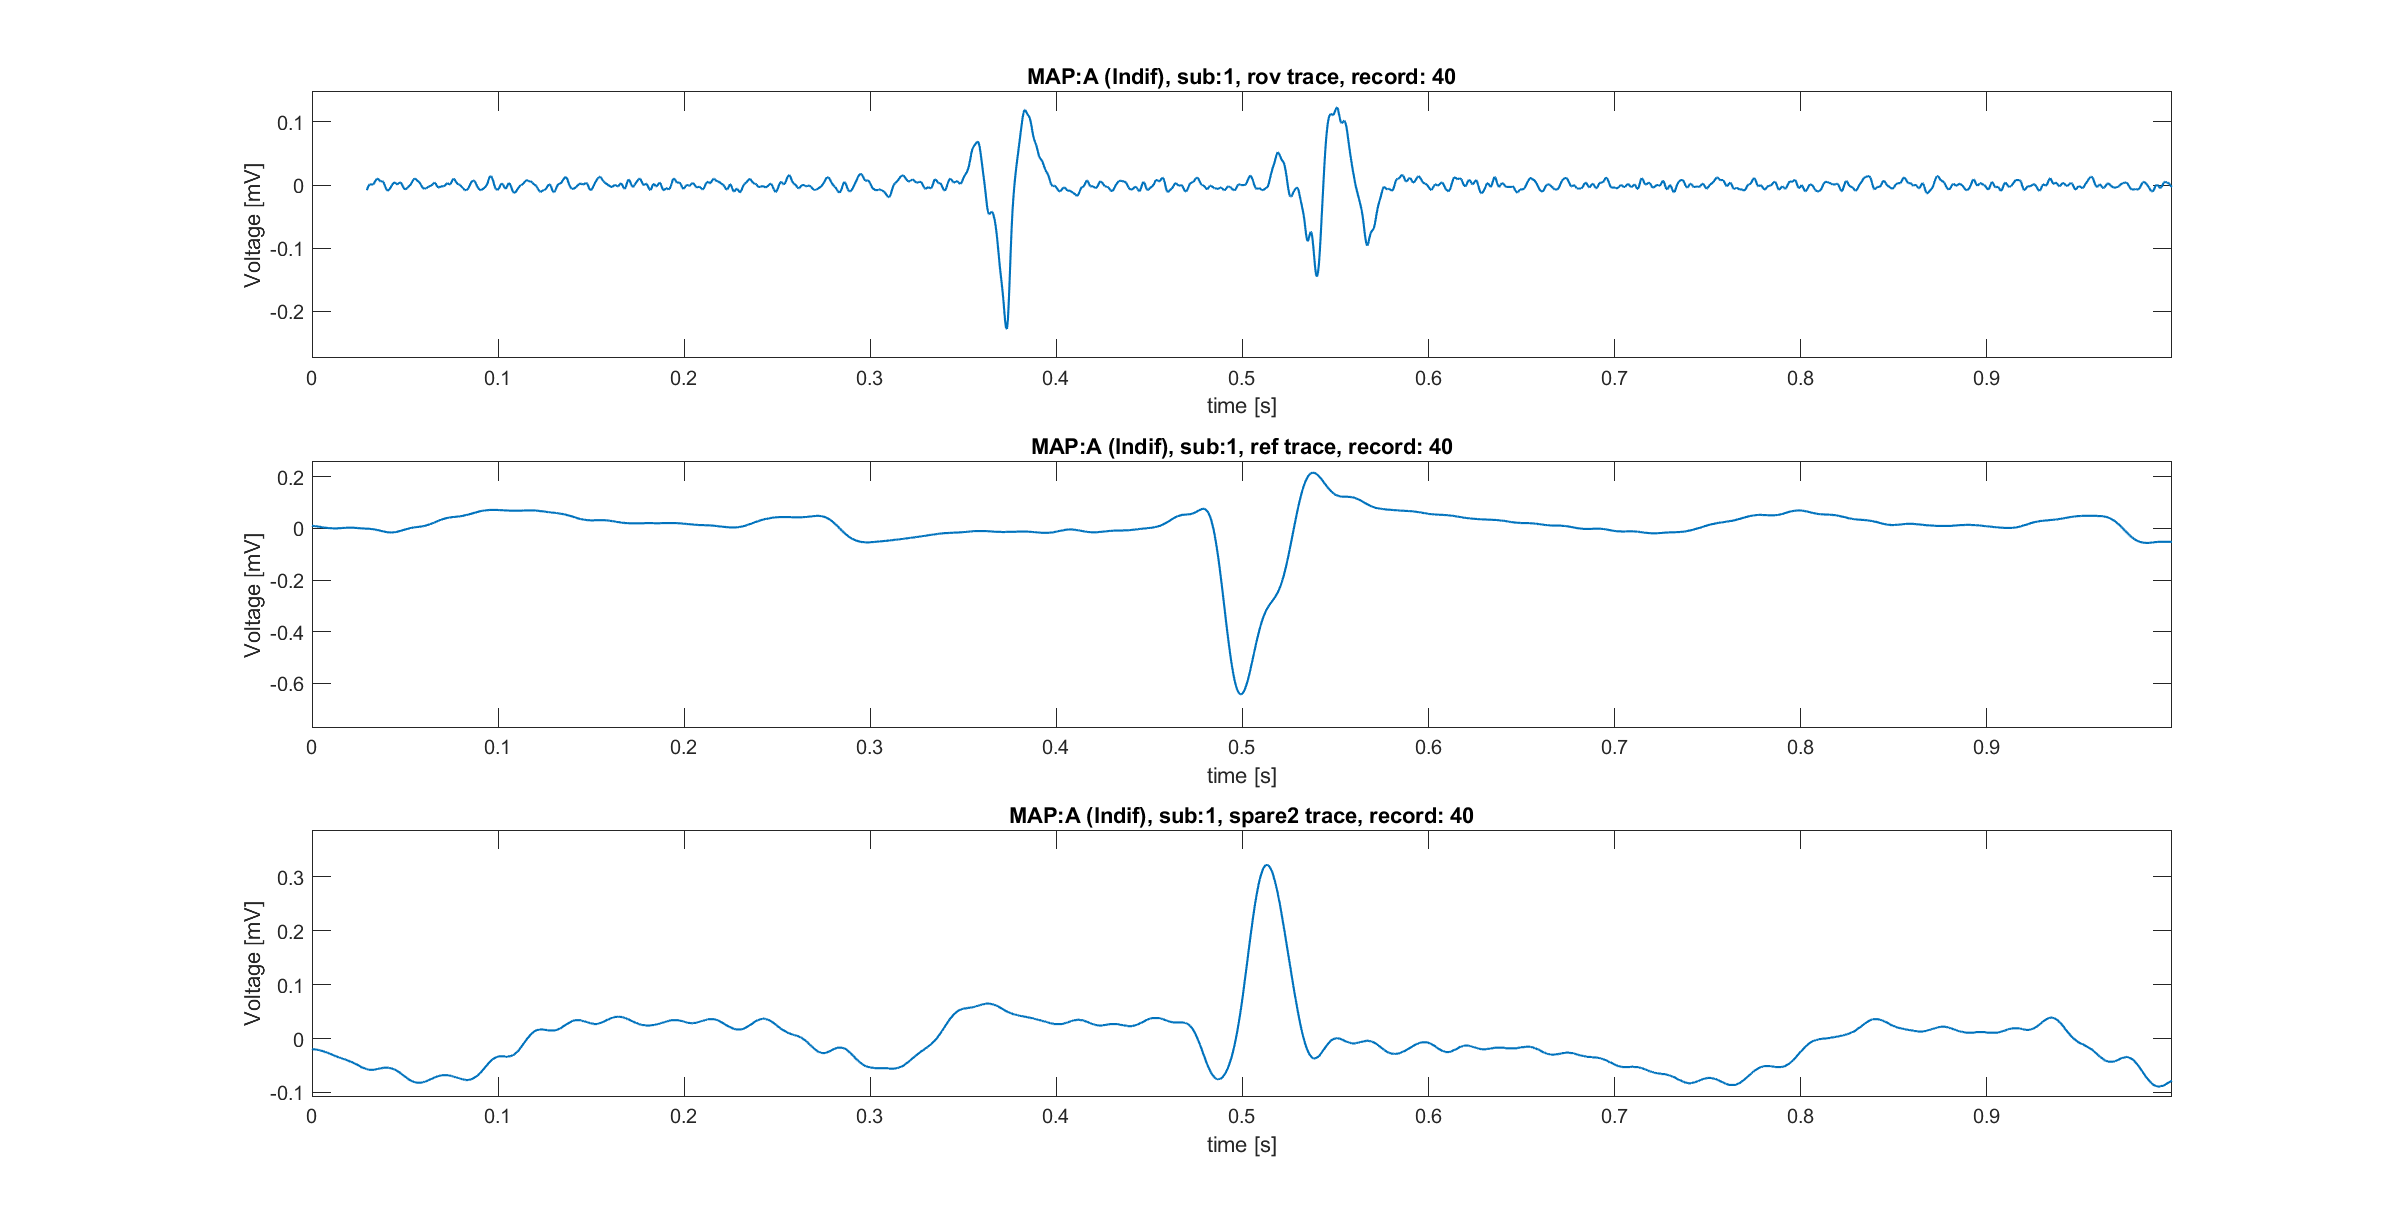 MAP:A (Indif), sub:1, rov trace, record: 40
Voltage [mV]
0.1
0
-0.1
-0.2
0 0.1 0.2 0.3 0.4 0.5 0.6 0.7 0.8 0.9
time [s]
MAP:A (Indif), sub:1, ref trace, record: 40
Voltage [mV]
0.2
0
-0.2
-0.4
-0.6
0 0.1 0.2 0.3 0.4 0.5 0.6 0.7 0.8 0.9
time [s]
MAP:A (Indif), sub:1, spare2 trace, record: 40
Voltage [mV]
0.3
0.2
0.1
0
-0.1
0 0.1 0.2 0.3 0.4 0.5 0.6 0.7 0.8 0.9
time [s]